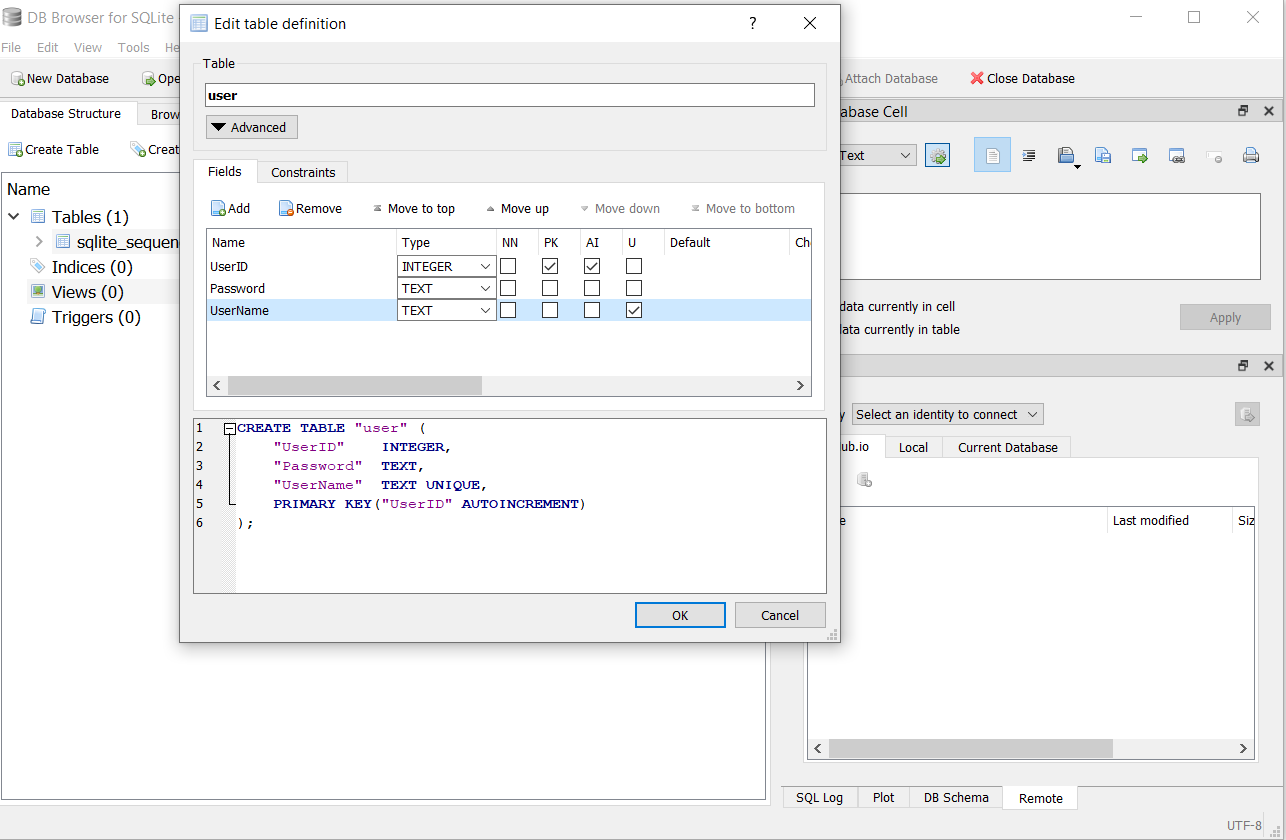 DB Browser for SQLite
File Edit View Tools He
New Database Ope
Database Structure Brow
Create Table Creat
Name
Tables (1)
sqlite_sequen
Indices (0)
Views (0)
Triggers (0)
Edit table definition ?
Table
user
Advanced
Fields Constraints
Add Remove Move to top Move up Move down Move to bottom
Name Type NN PK AI U Default Ch
UserID INTEGER
Password TEXT
UserName TEXT
1 CREATE TABLE "user" (
2 "UserID" INTEGER,
3 "Password" TEXT,
4 "UserName" TEXT UNIQUE,
5 PRIMARY KEY("UserID" AUTOINCREMENT)
6 );
OK Cancel
Attach Database Close Database
abase Cell
Text
data currently in cell
data currently in table
Apply
y Select an identity to connect
ub.io Local Current Database
e Last modified Siz
SQL Log Plot DB Schema Remote
UTF-8